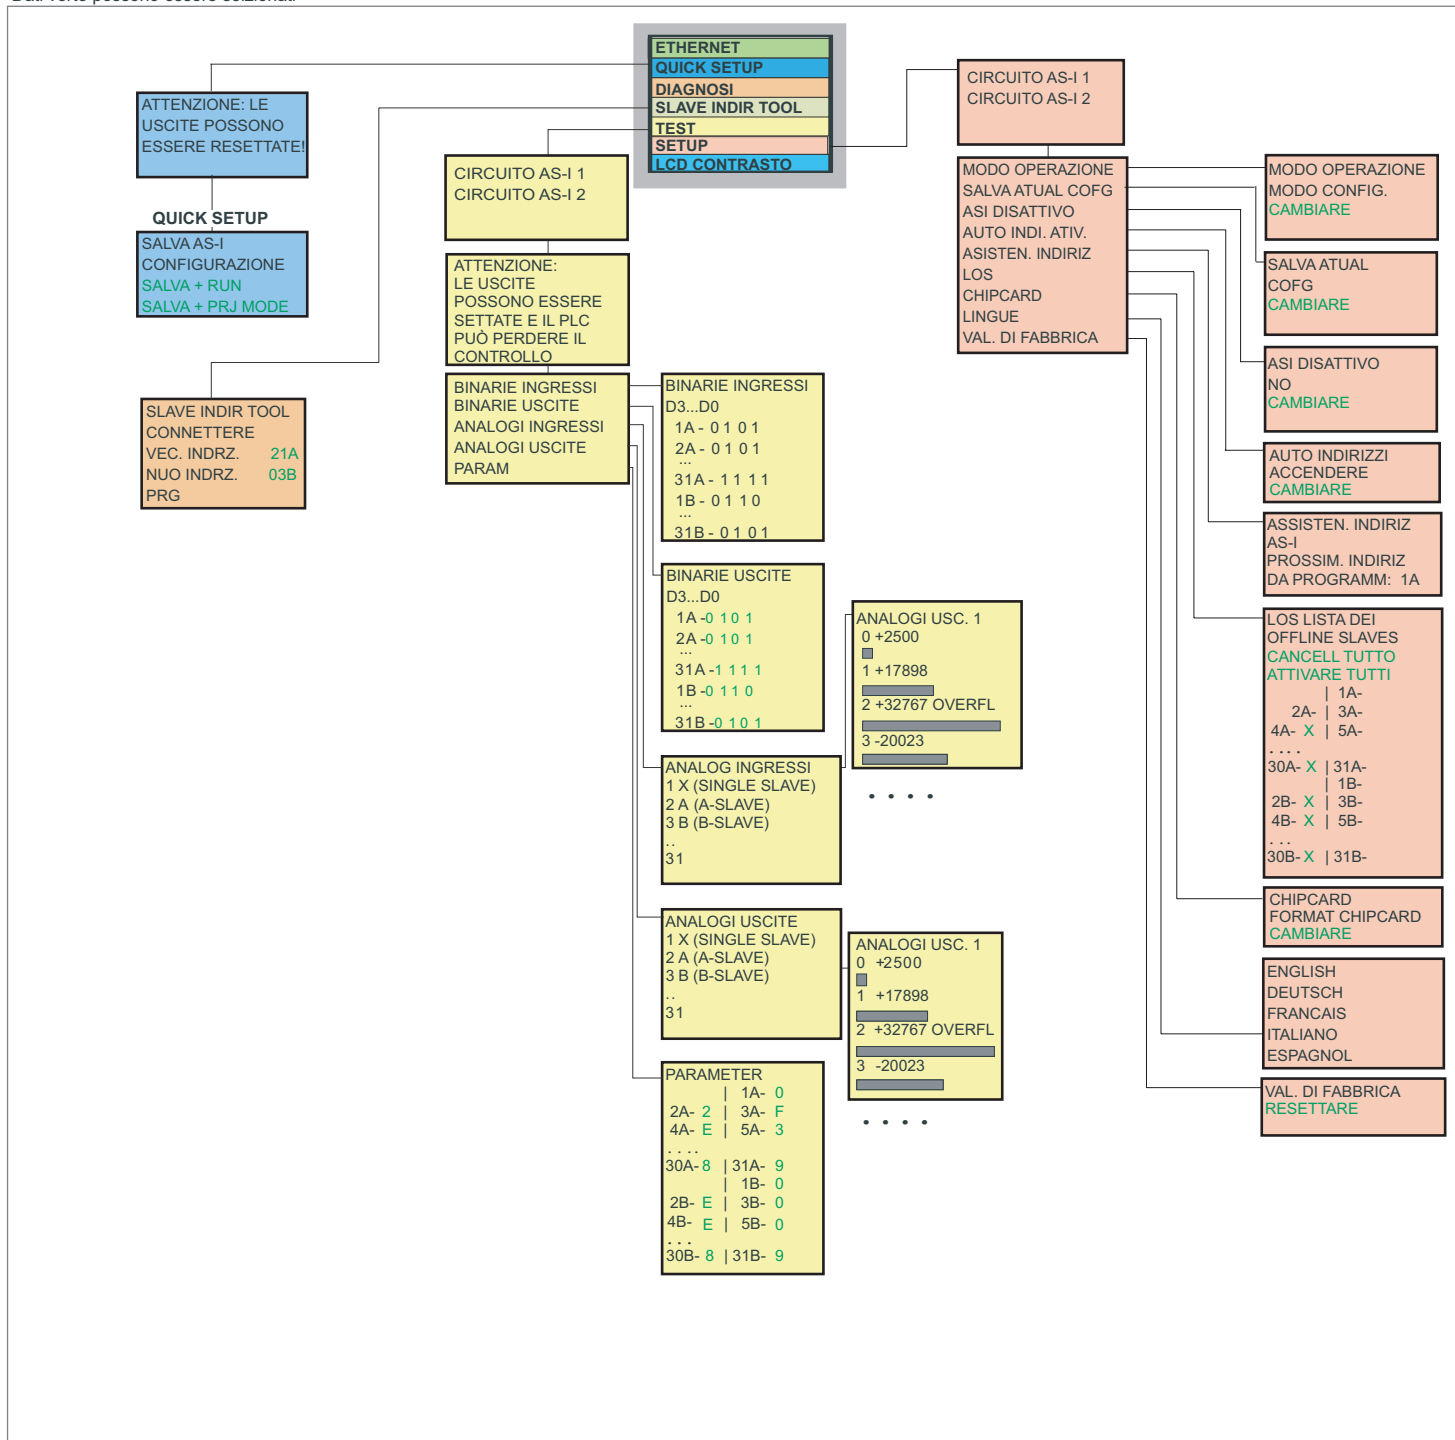 ETHERNET
QUICK SETUP
DIAGNOSI
SLAVE INDIR TOOL
TEST
SETUP
LCD CONTRASTO
ATTENZIONE: LE
USCITE POSSONO
ESSERE RESETTATE!
QUICK SETUP
SALVA AS-I
CONFIGURAZIONE
SALVA + RUN
SALVA + PRJ MODE
SLAVE INDIR TOOL
CONNETTERE
VEC. INDRZ. 21A
NUO INDRZ. 03B
PRG
CIRCUITO AS-I 1
CIRCUITO AS-I 2
ATTENZIONE:
LE USCITE
POSSONO ESSERE
SETTATE E IL PLC
PUÒ PERDERE IL
CONTROLLO
BINARIE INGRESSI
BINARIE USCITE
ANALOGI INGRESSI
ANALOGI USCITE
PARAM
BINARIE INGRESSI
D3...D0
1A - 0 1 0 1
2A - 0 1 0 1
...
31A - 1 1 1 1
1B - 0 1 1 0
...
31B - 0 1 0 1
BINARIE USCITE
D3...D0
1A -0 1 0 1
2A -0 1 0 1
...
31A -1 1 1 1
1B -0 1 1 0
...
31B -0 1 0 1
ANALOG INGRESSI
1 X (SINGLE SLAVE)
2 A (A-SLAVE)
3 B (B-SLAVE)
..
31
ANALOGI USC. 1
0 +2500
1 +17898
2 +32767 OVERFL
3 -20023
. . . .
ANALOGI USCITE
1 X (SINGLE SLAVE)
2 A (A-SLAVE)
3 B (B-SLAVE)
..
31
ANALOGI USC. 1
0 +2500
1 +17898
2 +32767 OVERFL
3 -20023
. . . .
PARAMETER
| 1A- 0
2A- 2 | 3A- F
4A- E | 5A- 3
. . . .
30A- 8 | 31A- 9
| 1B- 0
2B- E | 3B- 0
4B- E | 5B- 0
. . .
30B- 8 | 31B- 9
CIRCUITO AS-I 1
CIRCUITO AS-I 2
MODO OPERAZIONE
SALVA ATUAL COFG
ASI DISATTIVO
AUTO INDI. ATIV.
ASISTEN. INDIRIZ
LOS
CHIPCARD
LINGUE
VAL. DI FABBRICA
MODO OPERAZIONE
MODO CONFIG.
CAMBIARE
SALVA ATUAL
COFG
CAMBIARE
ASI DISATTIVO
NO
CAMBIARE
AUTO INDIRIZZI
ACCENDERE
CAMBIARE
ASSISTEN. INDIRIZ
AS-I
PROSSIM. INDIRIZ
DA PROGRAMM: 1A
LOS LISTA DEI
OFFLINE SLAVES
CANCELL TUTTO
ATTIVARE TUTTI
| 1A-
2A- | 3A-
4A- X | 5A-
. . . .
30A- X | 31A-
| 1B-
2B- X | 3B-
4B- X | 5B-
. . .
30B- X | 31B-
CHIPCARD
FORMAT CHIPCARD
CAMBIARE
ENGLISH
DEUTSCH
FRANCAIS
ITALIANO
ESPAGNOL
VAL. DI FABBRICA
RESETTARE